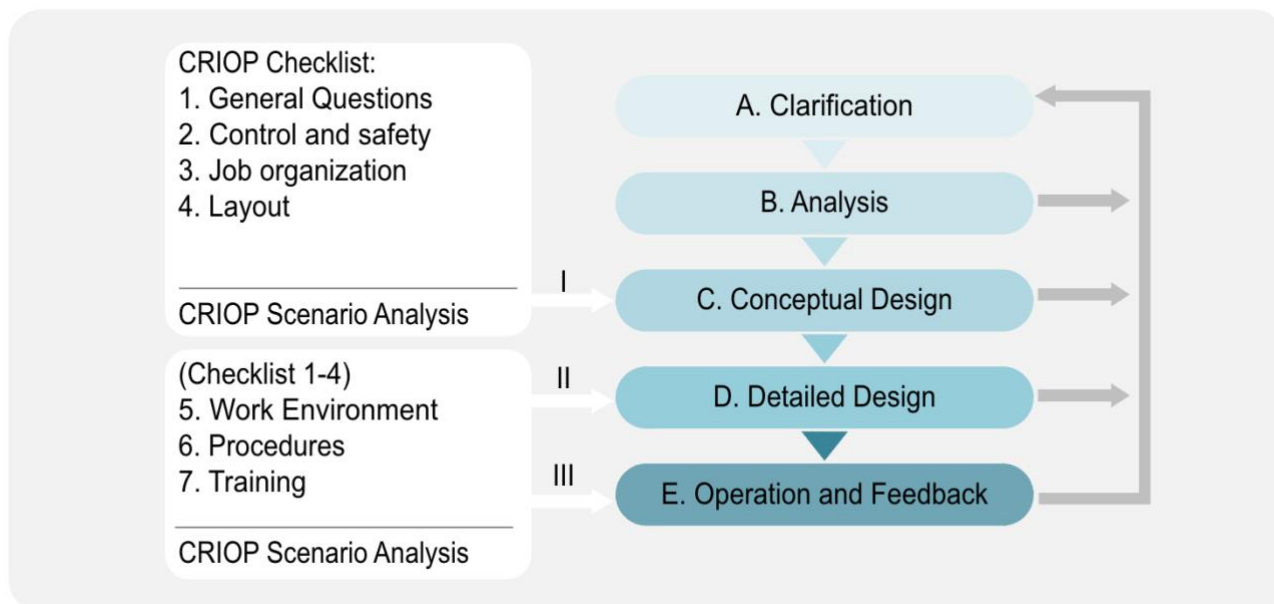 CRIOP Checklist:
1. General Questions
2. Control and safety
3. Job organization
4. Layout
CRIOP Scenario Analysis
(Checklist 1-4)
5. Work Environment
6. Procedures
7. Training
CRIOP Scenario Analysis
I
II
III
A. Clarification
B. Analysis
C. Conceptual Design
D. Detailed Design
E. Operation and Feedback